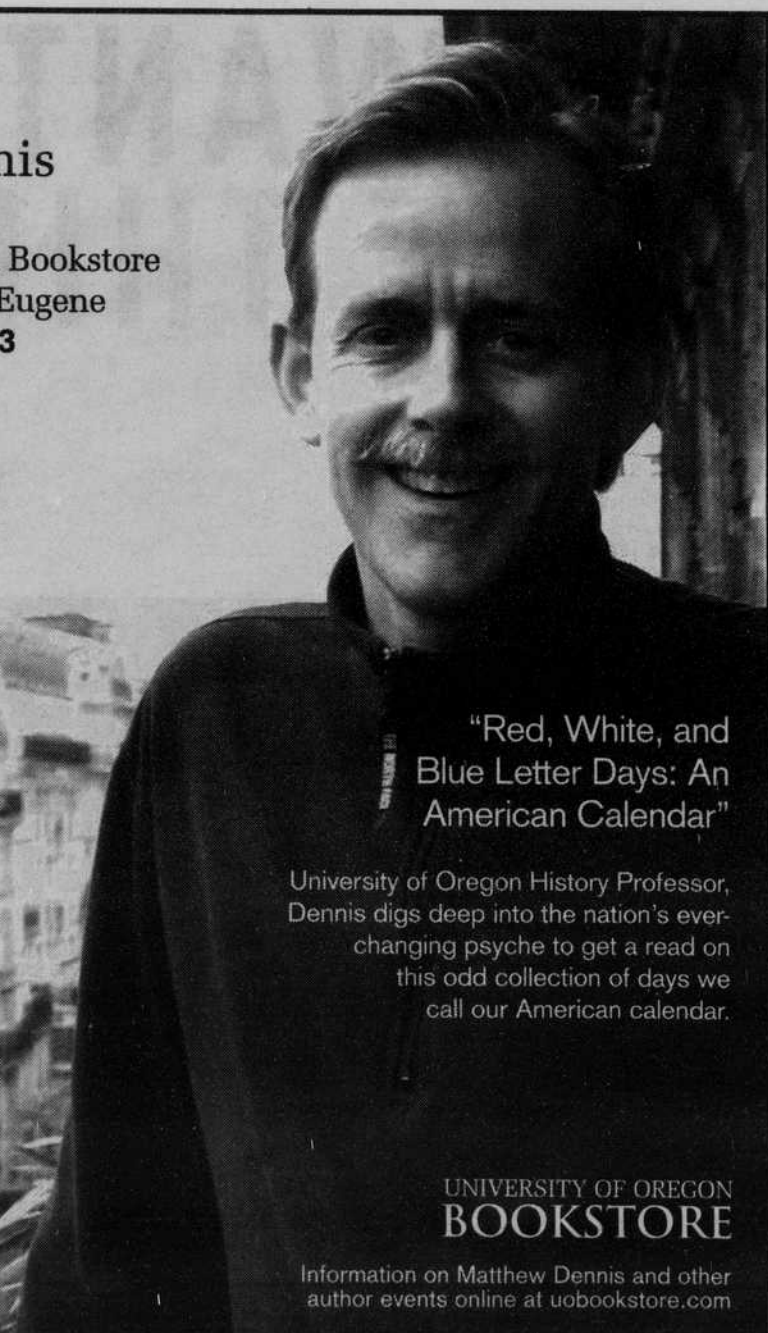 nis
Bookstore
Eugene
3
“Red, White, and
Blue Letter Days: An
American Calendar”
University of Oregon History Professor,
Dennis digs deep into the nation’s ever-
changing psyche to get a read on
this odd collection of days we
call our American calendar.
UNIVERSITY OF OREGON
BOOKSTORE
Information on Matthew Dennis and other
author events online at uobookstore.com